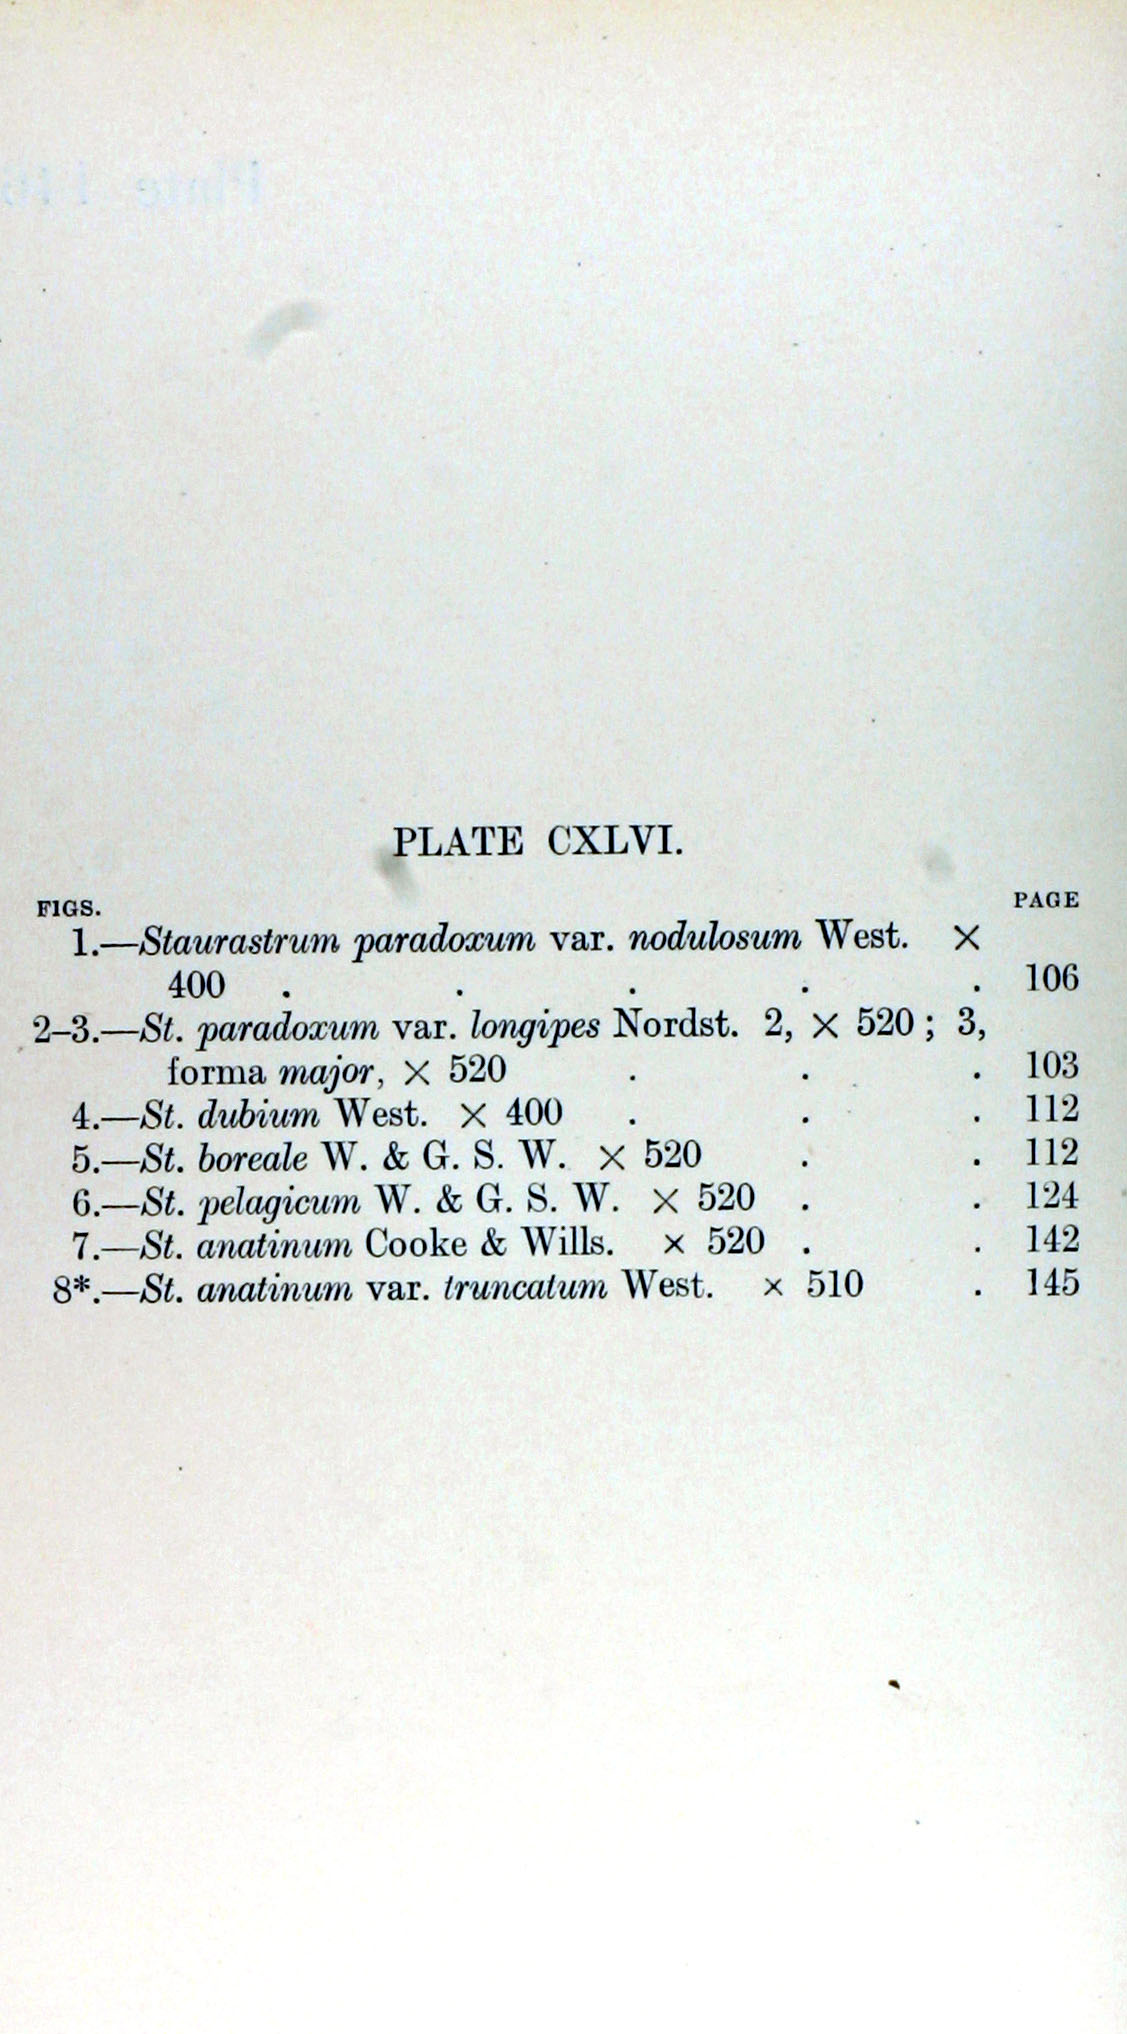 PLATE CXLVI.
FIGS. PAGE
1.—Staurastrum paradoxum var. nodulosum West. ×
400 . . . . . 106
2–3.—St. paradoxum var. longipes Nordst. 2, × 520 ; 3,
forma major, × 520 . . . 103
4.—St. dubium West. × 400 . . . 112
5.—St. boreale W. & G. S. W. × 520 . . 112
6.—St. pelagicum W. & G. S. W. × 520 . . 124
7.—St. anatinum Cooke & Wills. × 520 . . 142
8*.—St. anatinum var. truncatum West. × 510 . 145